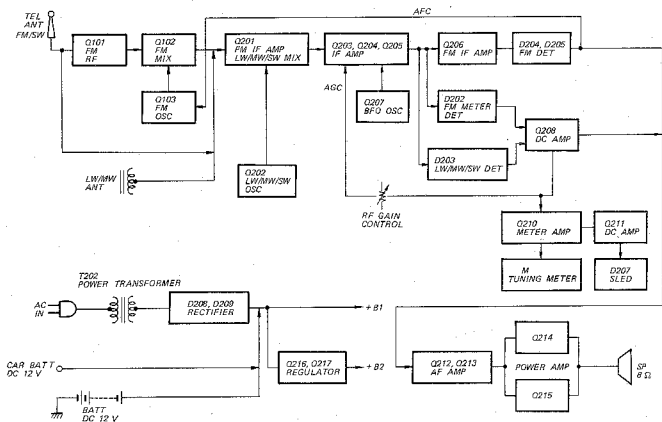 TEL
ANT
FM/SW
AFC
Q101
FM
RF
Q102
FM
MIX
Q201
FM IF AMP
LW/MW/SW MIX
Q203, Q204, Q205
IF AMP
Q206
FM IF AMP
D204, D205
FM DET
Q103
FM
OSC
AGC
Q207
BFO OSC
D202
FM METER
DET
Q208
DC AMP
D203
LW/MW/SW DET
LW/MW
ANT
Q202
LW/MW/SW
OSC
RF GAIN
CONTROL
Q210
METER AMP
Q211
DC AMP
M
TUNING METER
D207
SLED
T202
POWER TRANSFORMER
AC
IN
D208, D209
RECTIFIER
+B1
CAR BATT
DC 12 V
Q216, Q217
REGULATOR
+B2
Q212, Q213
AF AMP
Q214
POWER AMP
Q215
SP
8 Ω
BATT
DC 12V